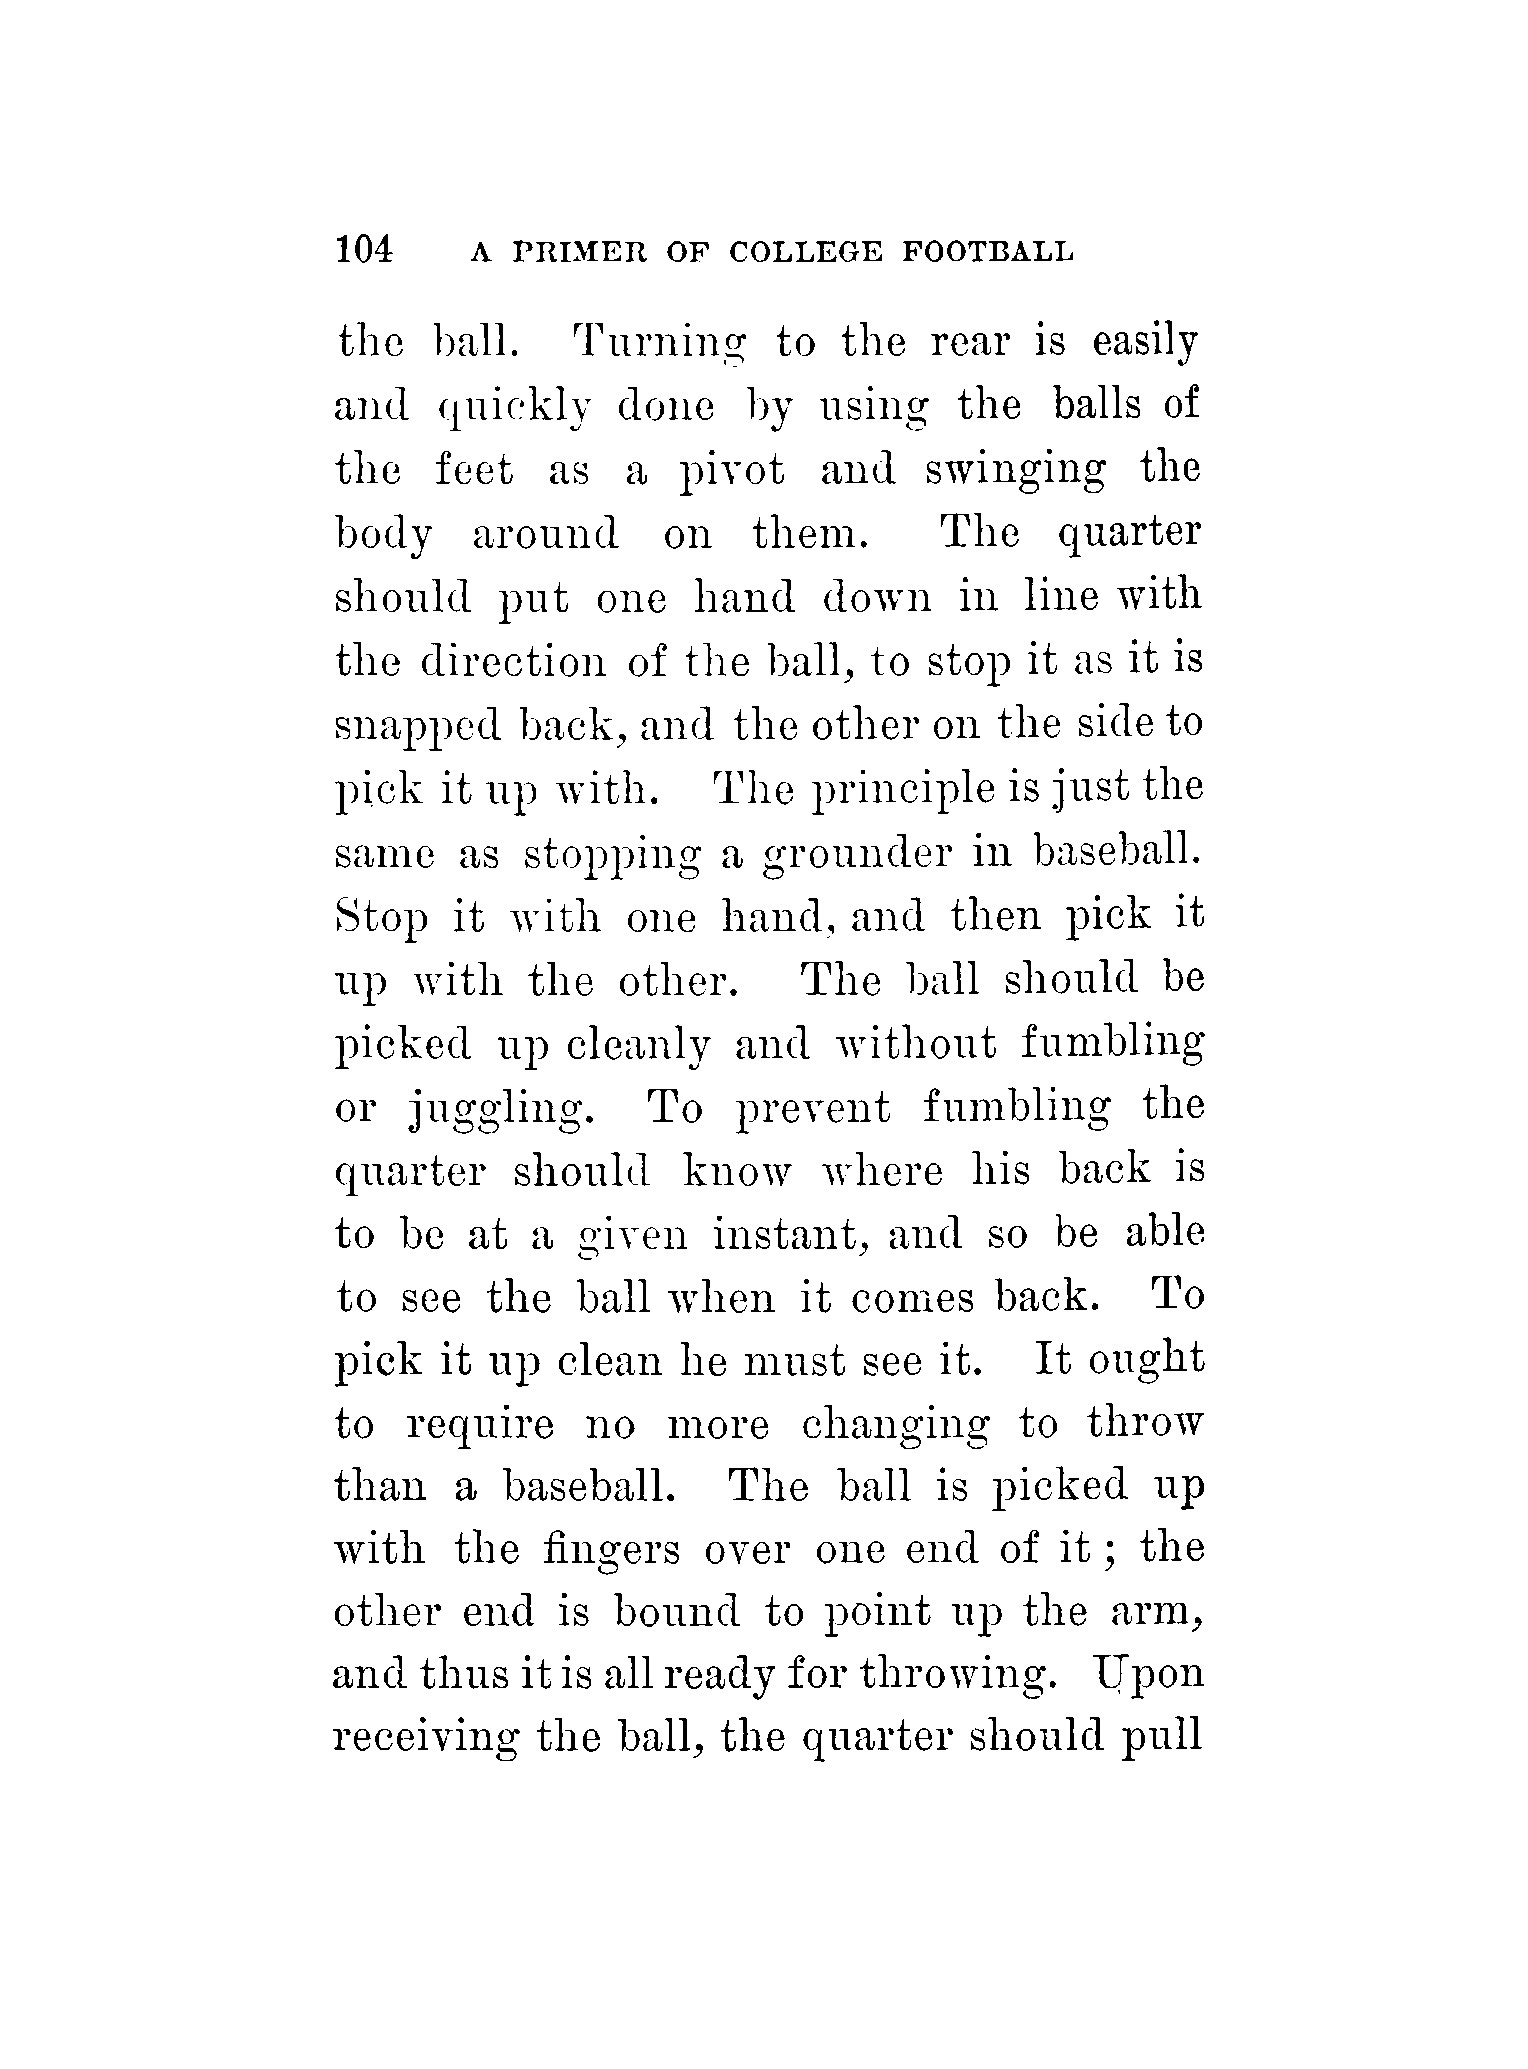 104 A PRIMER OF COLLEGE FOOTBALL
the ball. Turning to the rear is easily
and quickly done by using the balls of
the feet as a pivot and swinging the
body around on them. The quarter
should put one hand down in line with
the direction of the ball, to stop it as it is
snapped back, and the other on the side to
pick it up with. The principle is just the
same as stopping a grounder in baseball.
Stop it with one hand, and then pick it
up with the other. The ball should be
picked up cleanly and without fumbling
or juggling. To prevent fumbling the
quarter should know where his back is
to be at a given instant, and so be able
to see the ball when it comes back. To
pick it up clean he must see it. It ought
to require no more changing to throw
than a baseball. The ball is picked up
with the fingers over one end of it ; the
other end is bound to point up the arm,
and thus it is all ready for throwing. Upon
receiving the ball, the quarter should pull